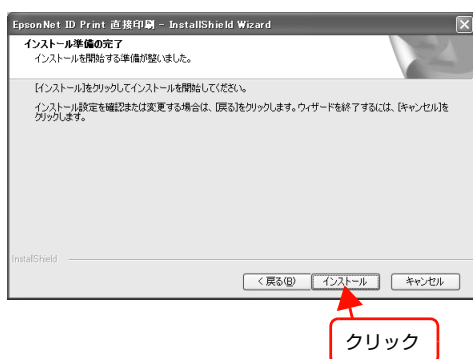 EpsonNet ID Print 直接印刷 - InstallShield Wizard
インストール準備の完了
インストールを開始する準備が整いました。
[インストール]をクリックしてインストールを開始してください。
インストール設定を確認または変更する場合は、[戻る]をクリックします。ウィザードを終了するには、[キャンセル]を
クリックします。
InstallShield
< 戻る(B)
インストール
キャンセル
クリック